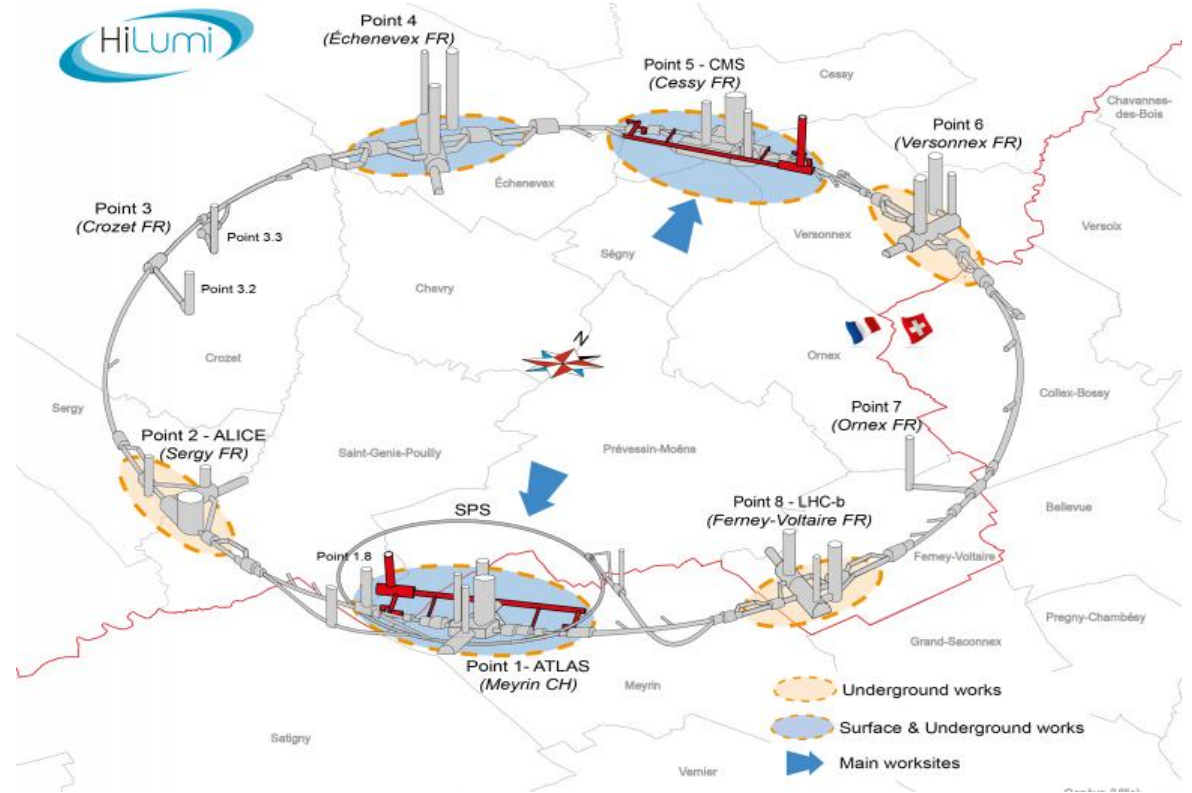 HiLumi
Point 4
(Échenevex FR)
Point 5 - CMS
(Cessy FR)
Cessy
Chavannes-
des-Bois
Point 6
(Versonnex FR)
Échenevex
Point 3
(Crozet FR)
Point 3.3
Versonnex
Versoix
Ségny
Point 3.2
Chevry
N
Crozet
Ornex
Collex-Bossy
Sergy
Point 7
(Ornex FR)
Point 2 - ALICE
(Sergy FR)
Saint-Genis-Pouilly
Prévessin-Moëns
Point 8 - LHC-b
(Ferney-Voltaire FR)
SPS
Bellevue
Point 1.8
Ferney-Voltaire
Pregny-Chambésy
Grand-Saconnex
Point 1- ATLAS
(Meyrin CH)
Meyrin
Underground works
Surface & Underground works
Satigny
Main worksites
Vernier